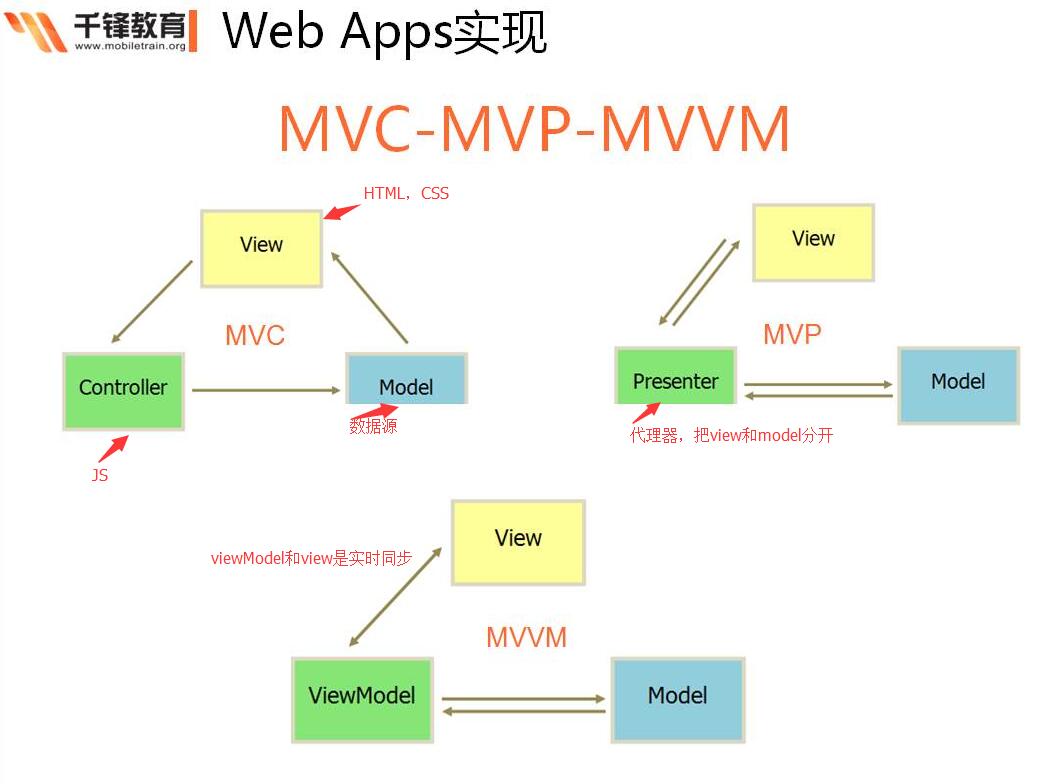 千锋教育
www.mobiletrain.org
Web Apps实现
MVC-MVP-MVVM
HTML，CSS
View
MVC
Controller
Model
数据源
JS
View
MVP
Presenter
Model
代理器，把view和model分开
View
viewModel和view是实时同步
MVVM
ViewModel
Model